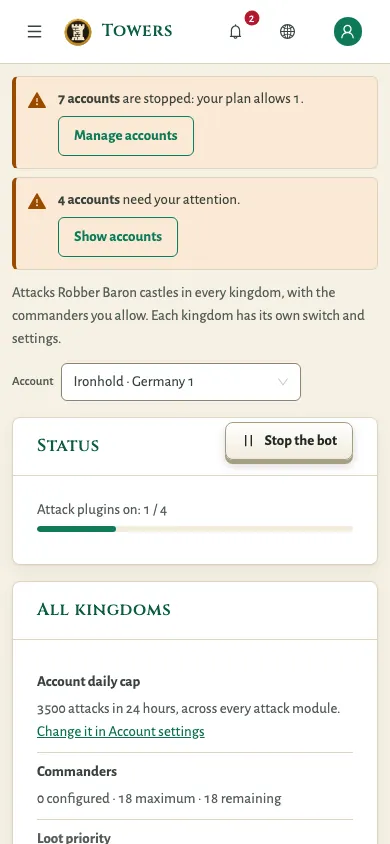 Towers
2
7 accounts are stopped: your plan allows 1.
Manage accounts
4 accounts need your attention.
Show accounts
Attacks Robber Baron castles in every kingdom, with the
commanders you allow. Each kingdom has its own switch and
settings.
Account
Ironhold · Germany 1
Status
Stop the bot
Attack plugins on: 1 / 4
All kingdoms
Account daily cap
3500 attacks in 24 hours, across every attack module.
Change it in Account settings
Commanders
0 configured · 18 maximum · 18 remaining
Loot priority